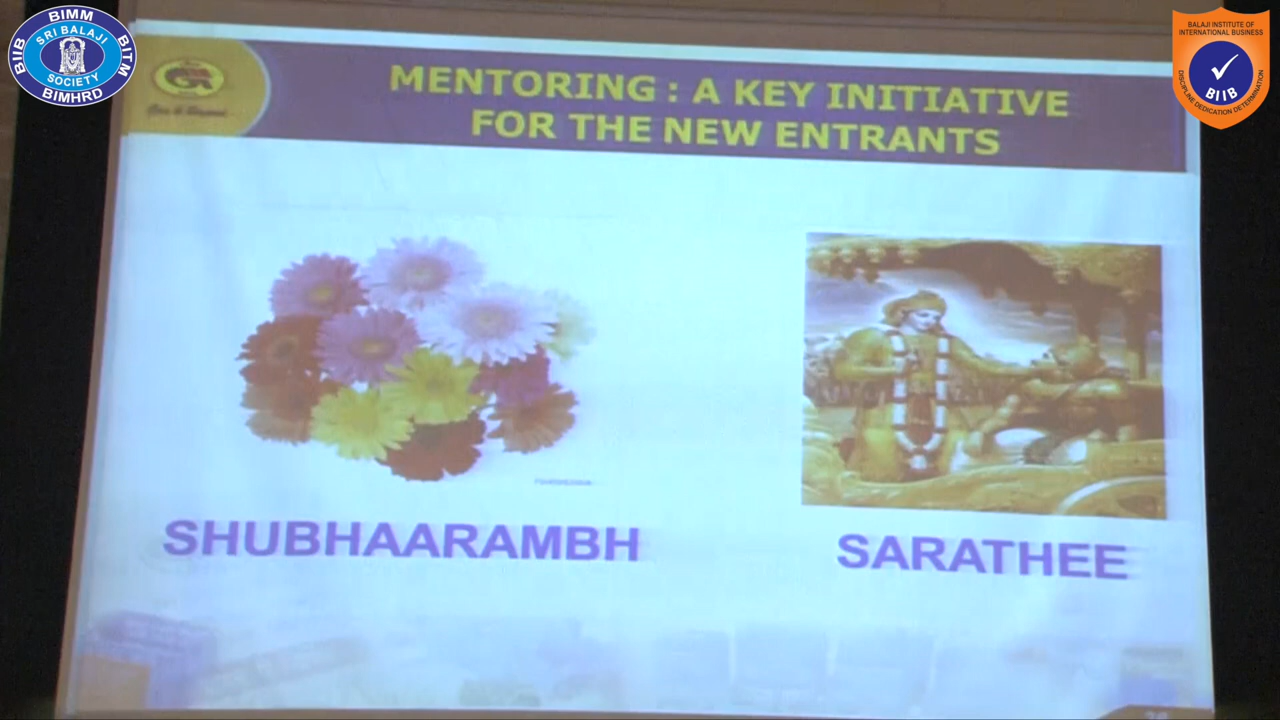 BIMM
BIIB
SRI BALAJI
SOCIETY
BITM
BIMHRD
BALAJI INSTITUTE OF
INTERNATIONAL BUSINESS
BIIB
DISCIPLINE DEDICATION DETERMINATION
MENTORING : A KEY INITIATIVE
FOR THE NEW ENTRANTS
SHUBHAARAMBH
SARATHEE